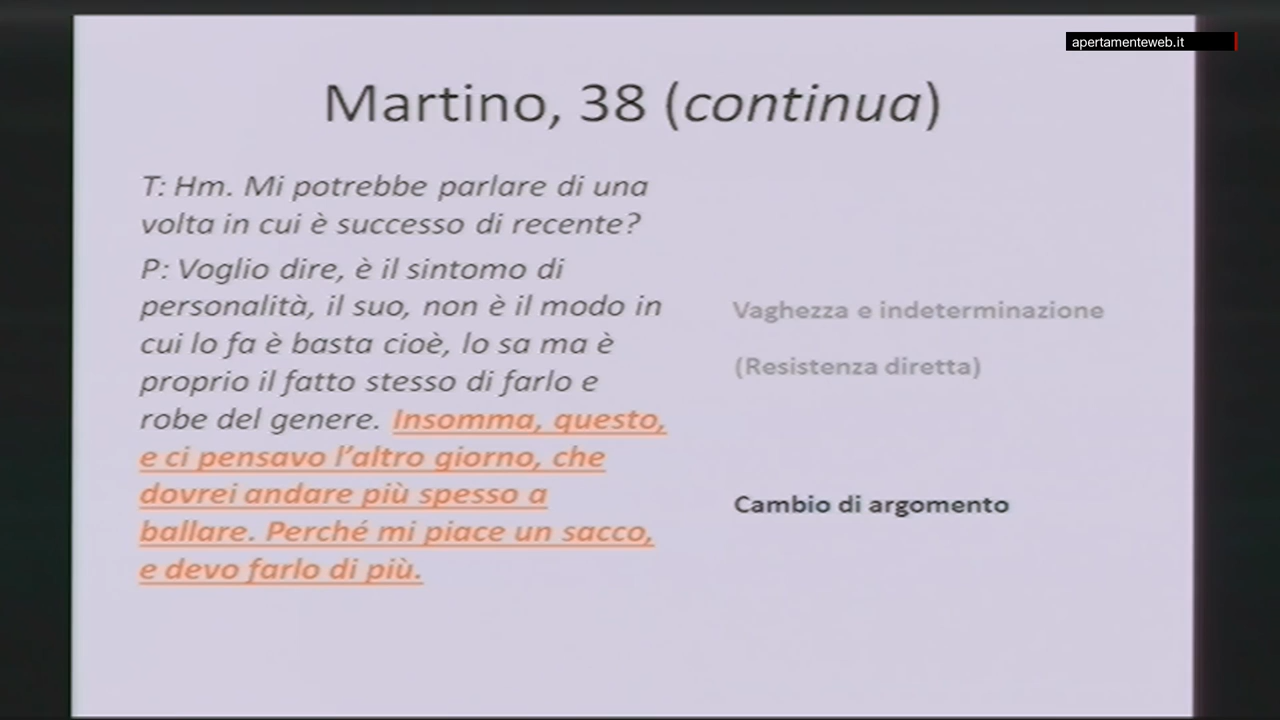 apertamenteweb.it
Martino, 38 (continua)
T: Hm. Mi potrebbe parlare di una
volta in cui è successo di recente?
P: Voglio dire, è il sintomo di
personalità, il suo, non è il modo in
cui lo fa è basta cioè, lo sa ma è
proprio il fatto stesso di farlo e
robe del genere. Insomma, questo,
e ci pensavo l'altro giorno, che
dovrei andare più spesso a
ballare. Perché mi piace un sacco,
e devo farlo di più.
Vaghezza e indeterminazione
(Resistenza diretta)
Cambio di argomento